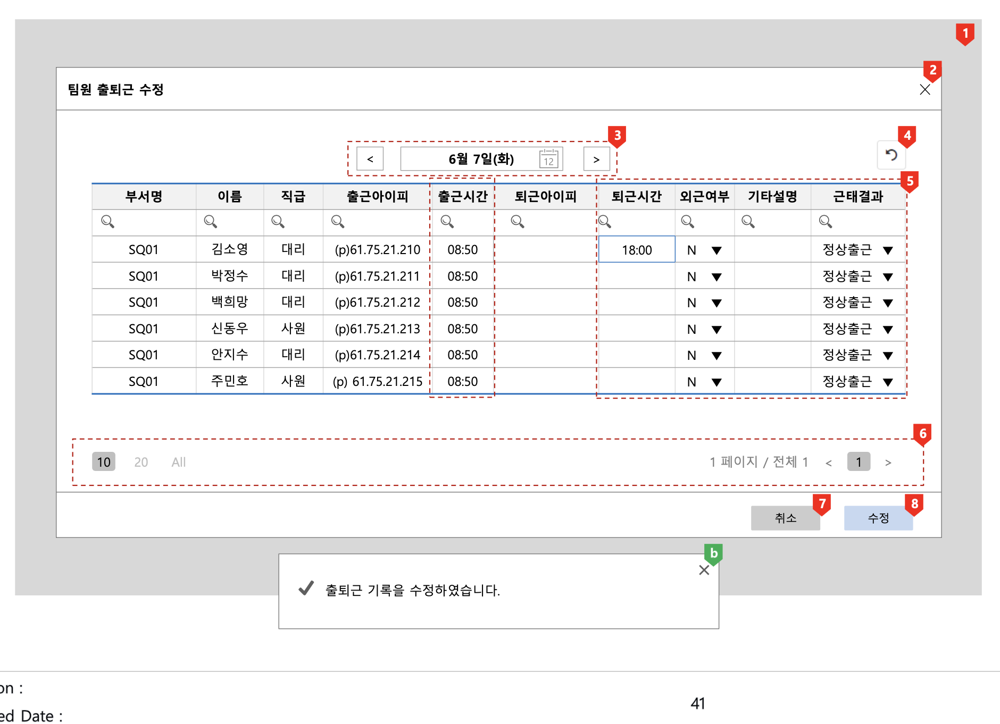 1
2
팀원 출퇴근 수정
3
4
< 6월 7일(화) 12 >
5
부서명 이름 직급 출근아이피 출근시간 퇴근아이피 퇴근시간 외근여부 기타설명 근태결과
SQ01 김소영 대리 (p)61.75.21.210 08:50 18:00 N ▼ 정상출근 ▼
SQ01 박정수 대리 (p)61.75.21.211 08:50 N ▼ 정상출근 ▼
SQ01 백희망 대리 (p)61.75.21.212 08:50 N ▼ 정상출근 ▼
SQ01 신동우 사원 (p)61.75.21.213 08:50 N ▼ 정상출근 ▼
SQ01 안지수 대리 (p)61.75.21.214 08:50 N ▼ 정상출근 ▼
SQ01 주민호 사원 (p) 61.75.21.215 08:50 N ▼ 정상출근 ▼
6
10 20 All 1 페이지 / 전체 1 < 1 >
7 8
취소 수정
b
출퇴근 기록을 수정하였습니다.
on :
41
ed Date :